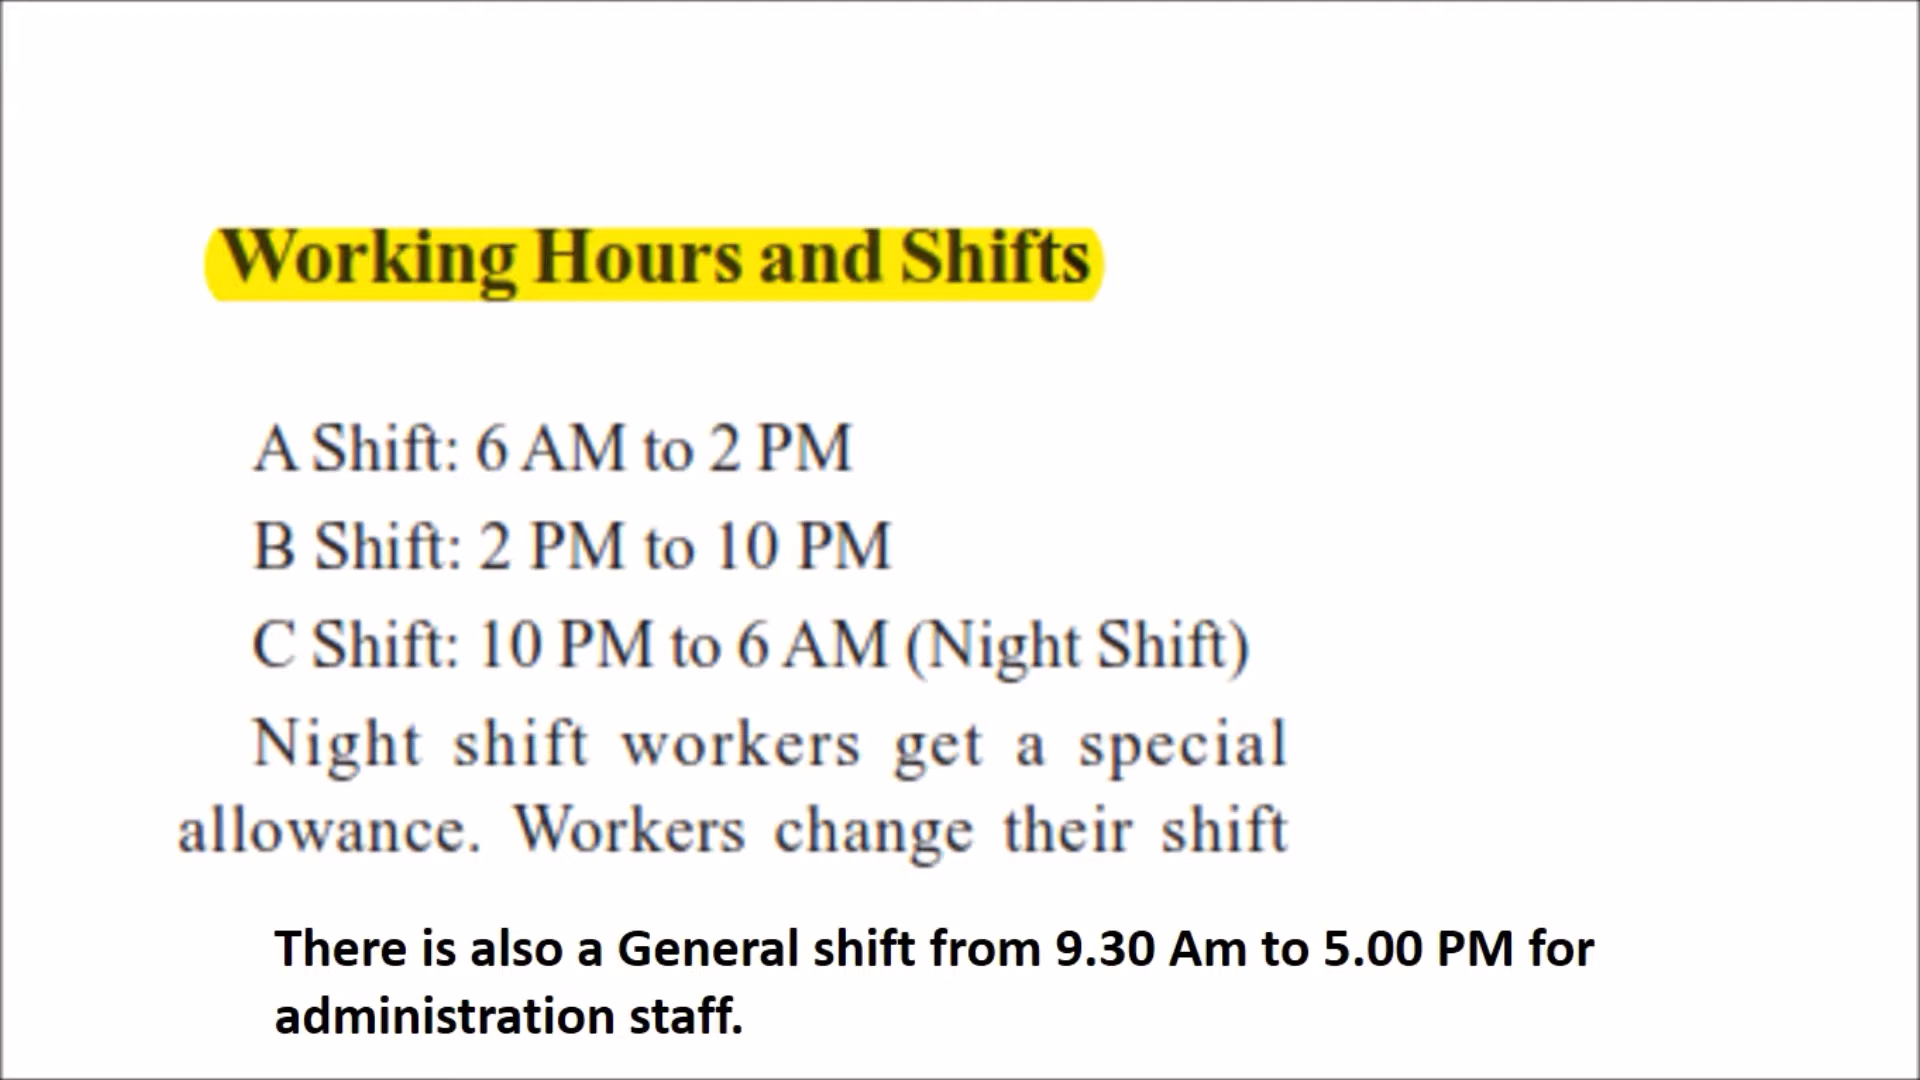 Working Hours and Shifts
A Shift: 6 AM to 2 PM
B Shift: 2 PM to 10 PM
C Shift: 10 PM to 6 AM (Night Shift)
Night shift workers get a special
allowance. Workers change their shift
There is also a General shift from 9.30 Am to 5.00 PM for
administration staff.